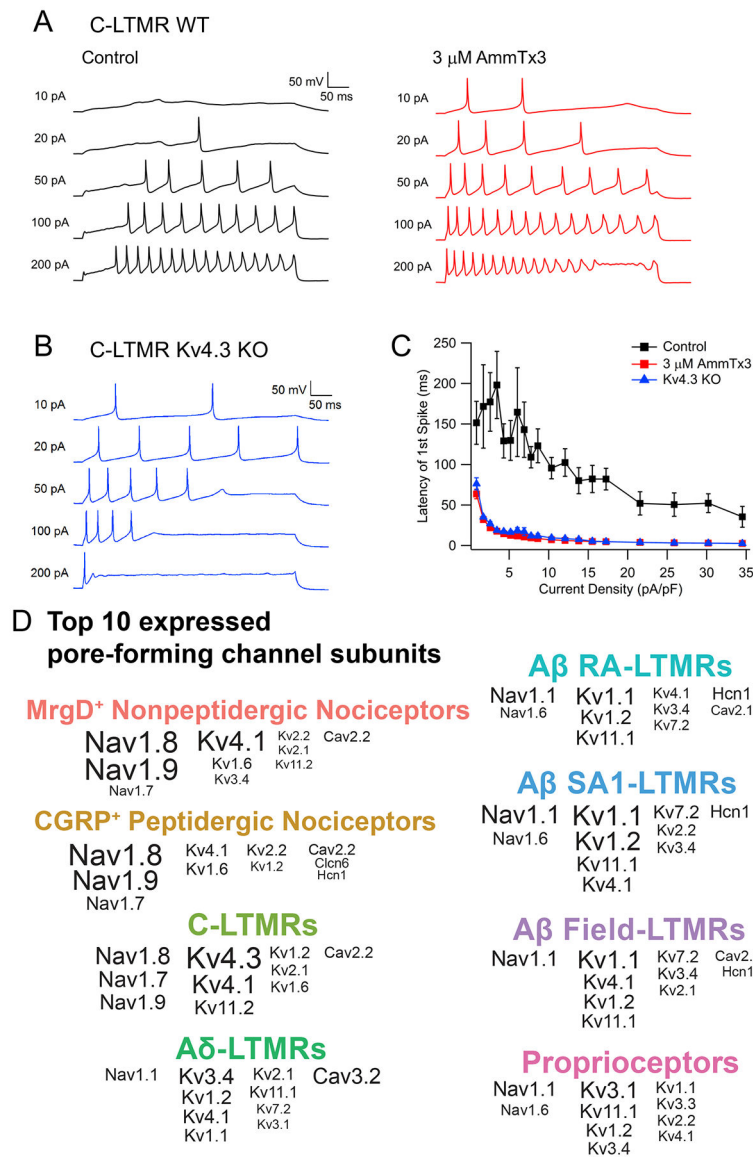 A
C-LTMR WT
Control
50 mV
50 ms
10 pA
20 pA
50 pA
100 pA
200 pA
3 μM AmmTx3
10 pA
20 pA
50 pA
100 pA
200 pA
B
C-LTMR Kv4.3 KO
50 mV
50 ms
10 pA
20 pA
50 pA
100 pA
200 pA
C
Control
3 μM AmmTx3
Kv4.3 KO
Latency of 1st Spike (ms)
250
200
150
100
50
0
5 10 15 20 25 30 35
Current Density (pA/pF)
D Top 10 expressed
pore-forming channel subunits
MrgD⁺ Nonpeptidergic Nociceptors
Nav1.8 Kv4.1 Kv2.2 Cav2.2
Nav1.9 Kv1.6 Kv2.1
Nav1.7 Kv3.4 Kv11.2
CGRP⁺ Peptidergic Nociceptors
Nav1.8 Kv4.1 Kv2.2 Cav2.2
Nav1.9 Kv1.6 Kv1.2 Clcn6
Nav1.7 Hcn1
C-LTMRs
Nav1.8 Kv4.3 Kv1.2 Cav2.2
Nav1.7 Kv4.1 Kv2.1
Nav1.9 Kv11.2 Kv1.6
Aδ-LTMRs
Nav1.1 Kv3.4 Kv2.1 Cav3.2
Kv1.2 Kv11.1
Kv4.1 Kv7.2
Kv1.1 Kv3.1
Aβ RA-LTMRs
Nav1.1 Kv1.1 Kv4.1 Hcn1
Nav1.6 Kv1.2 Kv3.4 Cav2.1
Kv11.1 Kv7.2
Aβ SA1-LTMRs
Nav1.1 Kv1.1 Kv7.2 Hcn1
Nav1.6 Kv1.2 Kv2.2
Kv11.1 Kv3.4
Kv4.1
Aβ Field-LTMRs
Nav1.1 Kv1.1 Kv7.2 Cav2.
Kv4.1 Kv3.4 Hcn1
Kv1.2 Kv2.1
Kv11.1
Proprioceptors
Nav1.1 Kv3.1 Kv1.1
Nav1.6 Kv11.1 Kv3.3
Kv1.2 Kv2.2
Kv3.4 Kv4.1